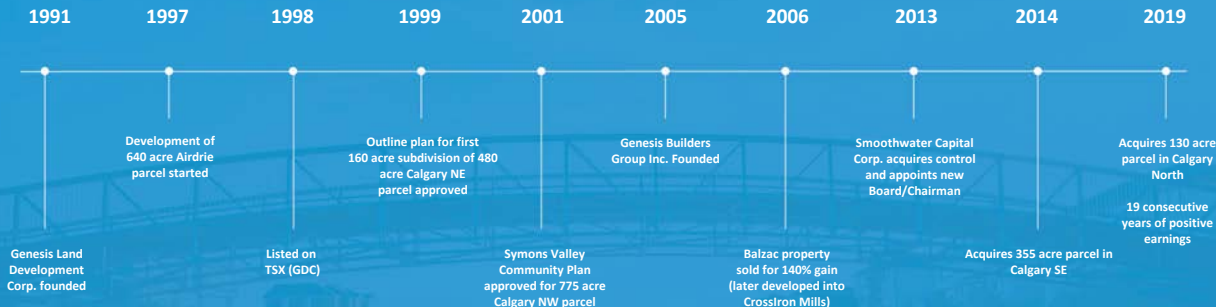 1991
1997
1998
1999
2001
2005
2006
2013
2014
2019
Genesis Land
Development
Corp. founded
Development of
640 acre Airdrie
parcel started
Listed on
TSX (GDC)
Outline plan for first
160 acre subdivision of 480
acre Calgary NE
parcel approved
Symons Valley
Community Plan
approved for 775 acre
Calgary NW parcel
Genesis Builders
Group Inc. Founded
Balzac property
sold for 140% gain
(later developed into
CrossIron Mills)
Smoothwater Capital
Corp. acquires control
and appoints new
Board/Chairman
Acquires 355 acre parcel in
Calgary SE
Acquires 130 acre
parcel in Calgary
North
19 consecutive
years of positive
earnings